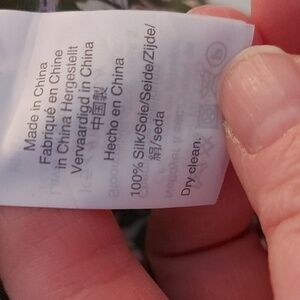 Made in China
Fabriqué en Chine
in China Hergestellt
Vervaardigd in China
中国製
Hecho en China
100% Silk/Soie/Seide/Zijde/
絹/seda
Dry clean.